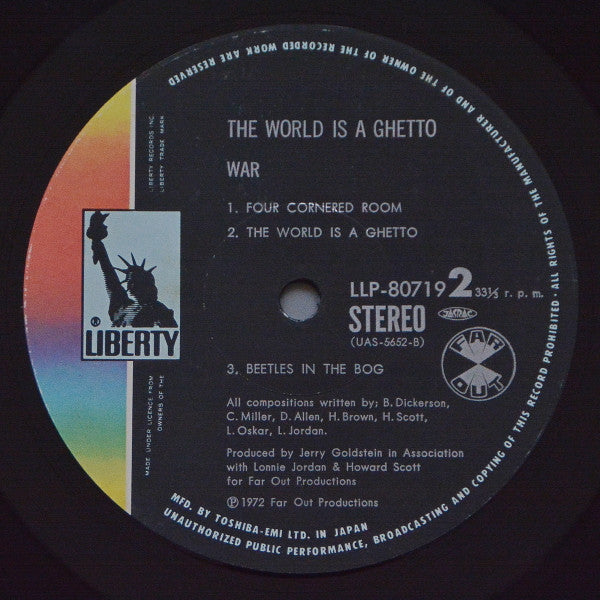 THE WORLD IS A GHETTO
WAR
1. FOUR CORNERED ROOM
2. THE WORLD IS A GHETTO
LLP-80719 2 33⅓ r. p. m.
STEREO JASRAC
(UAS-5652-B)
FAR OUT
3. BEETLES IN THE BOG
All compositions written by; B. Dickerson,
C. Miller, D. Allen, H. Brown, H. Scott,
L. Oskar, L. Jordan.
Produced by Jerry Goldstein in Association
with Lonnie Jordan & Howard Scott
for Far Out Productions
Ⓟ 1972 Far Out Productions
LIBERTY RECORDS INC.
LIBERTY TRADE MARK
® LIBERTY
MADE UNDER LICENCE FROM
OWNERS OF THE
MFD. BY TOSHIBA-EMI LTD. IN JAPAN
ALL RIGHTS OF THE MANUFACTURER AND OF THE OWNER OF THE RECORDED WORK ARE RESERVED
UNAUTHORIZED PUBLIC PERFORMANCE, BROADCASTING AND COPYING OF THIS RECORD PROHIBITED ·